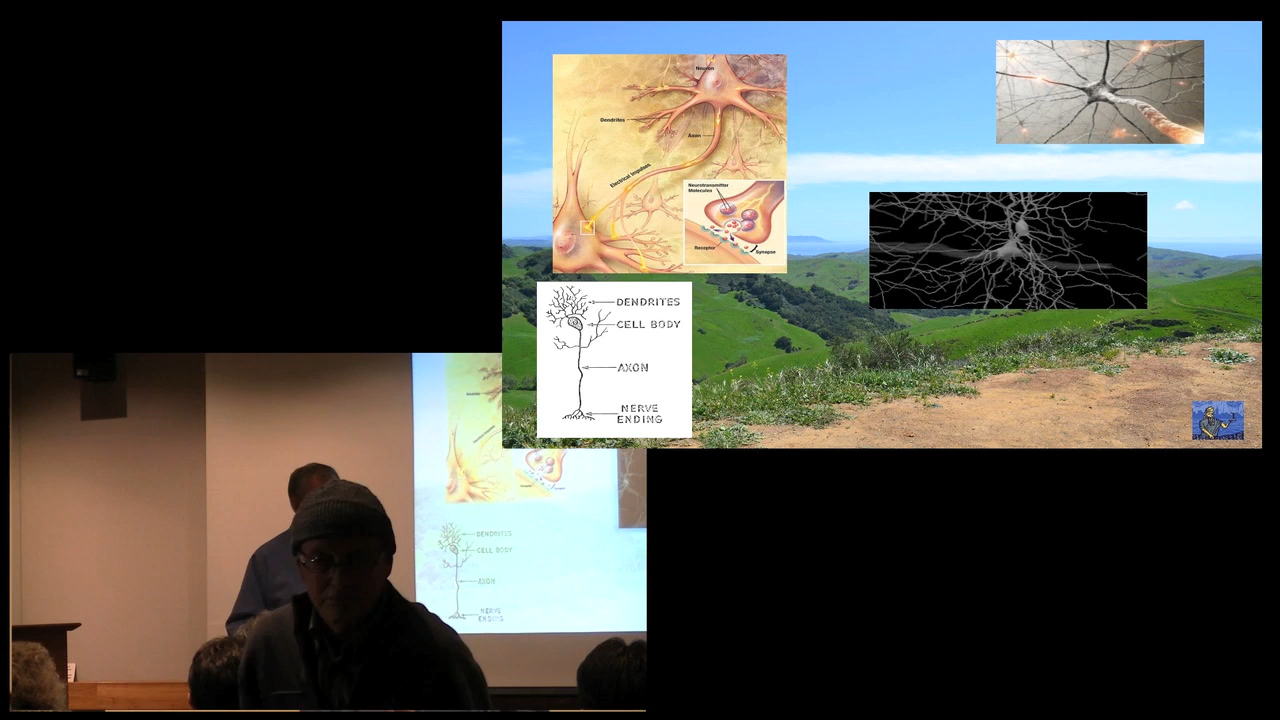 Neuron
Dendrites
Axon
Electrical Impulses
Neurotransmitter
Molecules
Receptor
Synapse
DENDRITES
CELL BODY
AXON
NERVE
ENDING
DENDRITES
CELL BODY
AXON
NERVE
ENDING